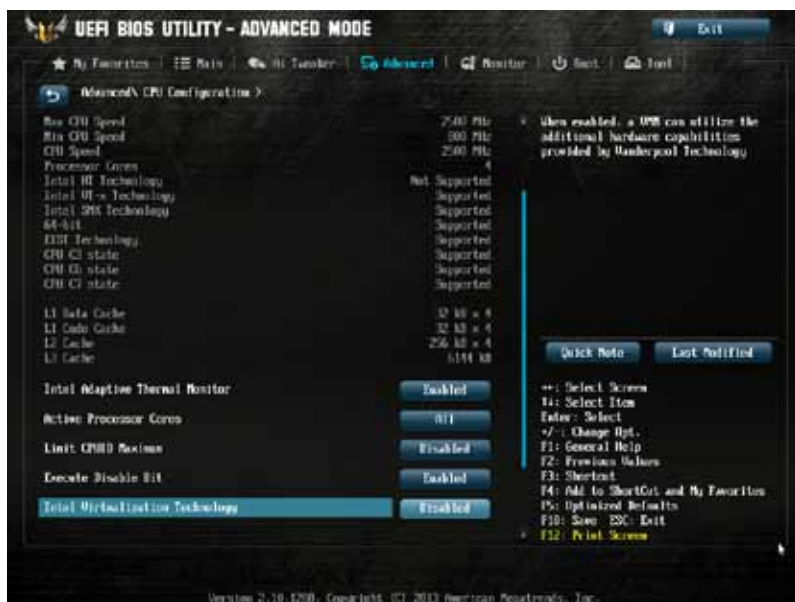 UEFI BIOS UTILITY – ADVANCED MODE
Exit
My Favorites Main Ai Tweaker Advanced Monitor Boot Tool
Advanced\ CPU Configuration >
Max CPU Speed 2500 MHz
Min CPU Speed 800 MHz
CPU Speed 2500 MHz
Processor Cores 4
Intel HT Technology Not Supported
Intel VT-x Technology Supported
Intel SMX Technology Supported
64-bit Supported
EIST Technology Supported
CPU C3 state Supported
CPU C6 state Supported
CPU C7 state Supported
L1 Data Cache 32 kB x 4
L1 Code Cache 32 kB x 4
L2 Cache 256 kB x 4
L3 Cache 6144 kB
Intel Adaptive Thermal Monitor Enabled
Active Processor Cores All
Limit CPUID Maximum Disabled
Execute Disable Bit Enabled
Intel Virtualization Technology Disabled
When enabled, a VMM can utilize the
additional hardware capabilities
provided by Vanderpool Technology
Quick Note Last Modified
→←: Select Screen
↑↓: Select Item
Enter: Select
+/-: Change Opt.
F1: General Help
F2: Previous Values
F3: Shortcut
F4: Add to ShortCut and My Favorites
F5: Optimized Defaults
F10: Save ESC: Exit
F12: Print Screen
Version 2.10.1208. Copyright (C) 2013 American Megatrends, Inc.